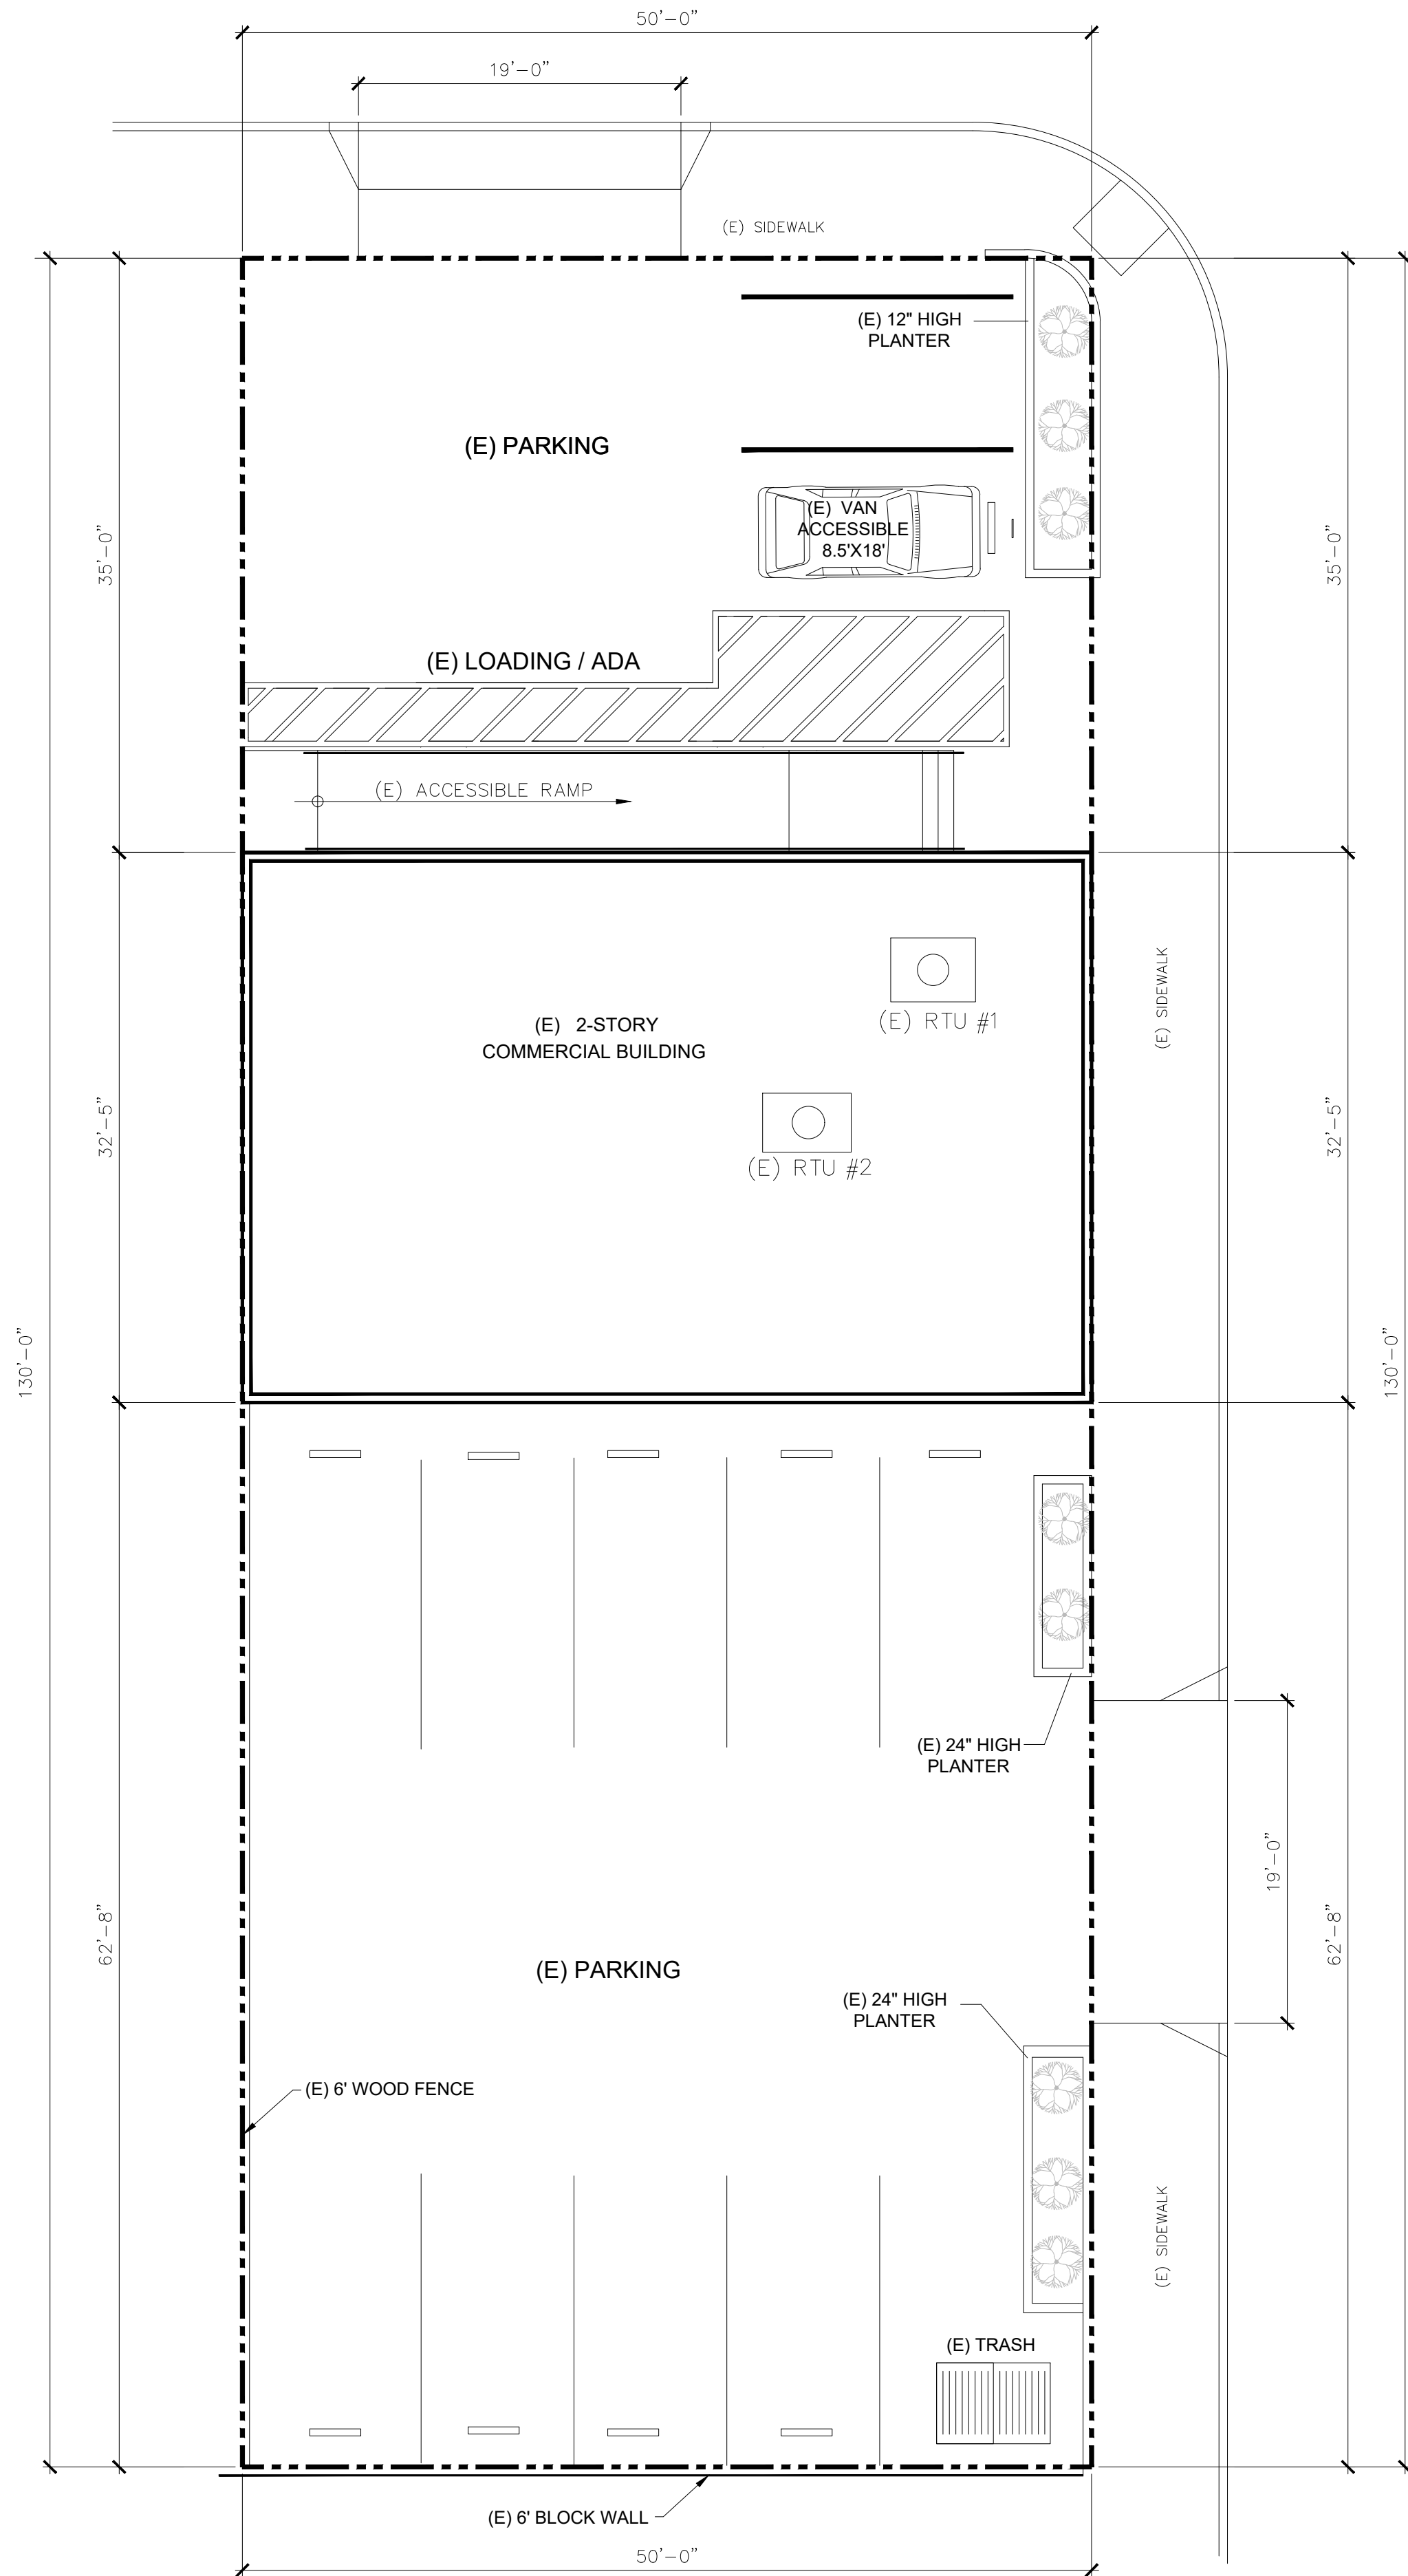 50'-0"
19'-0"
(E) SIDEWALK
(E) 12" HIGH
PLANTER
(E) PARKING
(E) VAN
ACCESSIBLE
8.5'X18'
35'-0"
35'-0"
(E) LOADING / ADA
(E) ACCESSIBLE RAMP
(E) SIDEWALK
(E) RTU #1
(E) 2-STORY
COMMERCIAL BUILDING
32'-5"
32'-5"
(E) RTU #2
130'-0"
130'-0"
(E) 24" HIGH
PLANTER
19'-0"
62'-8"
62'-8"
(E) PARKING
(E) 24" HIGH
PLANTER
(E) 6' WOOD FENCE
(E) SIDEWALK
(E) TRASH
(E) 6' BLOCK WALL
50'-0"